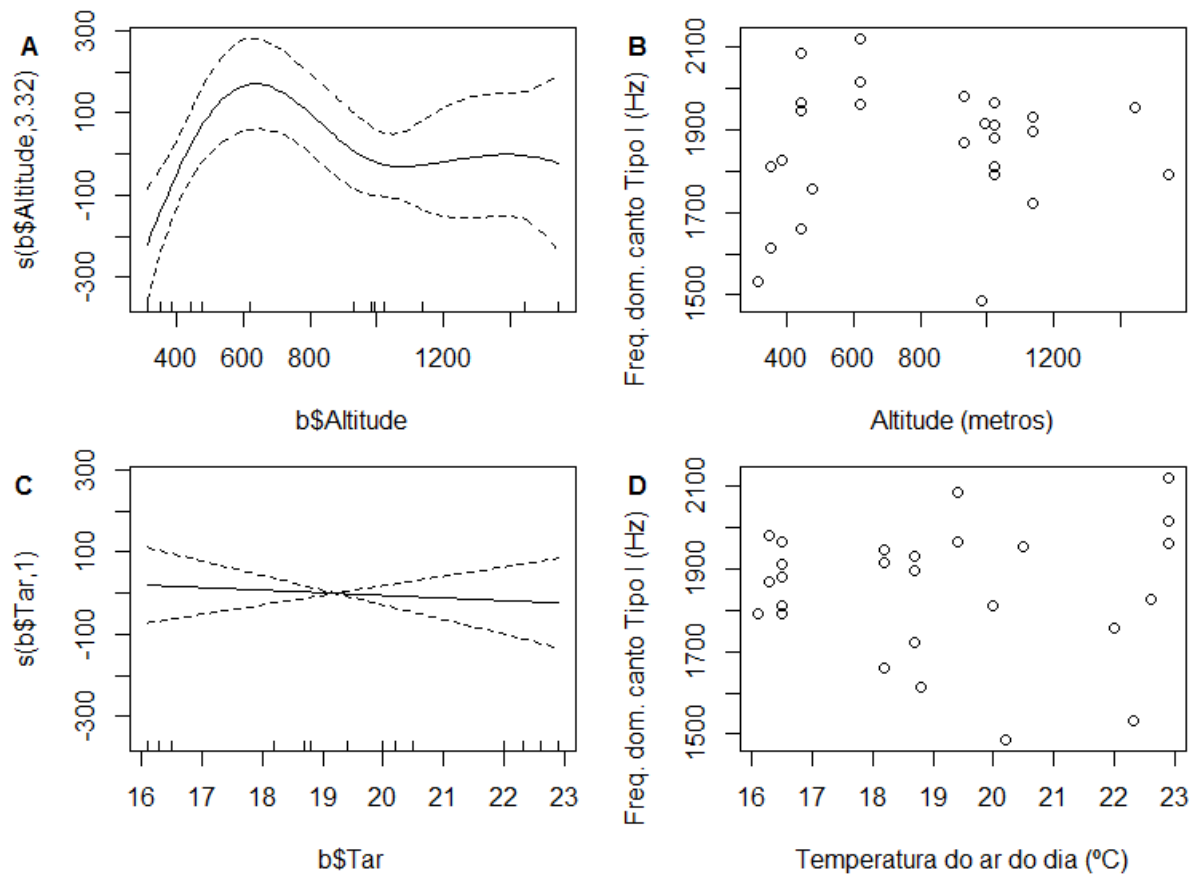 A
s(b$Altitude,3.32)
300
100
-100
-300
400 600 800 1200
b$Altitude
B
Freq. dom. canto Tipo I (Hz)
2100
1900
1700
1500
400 600 800 1200
Altitude (metros)
C
s(b$Tar,1)
300
100
-100
-300
16 17 18 19 20 21 22 23
b$Tar
D
Freq. dom. canto Tipo I (Hz)
2100
1900
1700
1500
16 17 18 19 20 21 22 23
Temperatura do ar do dia (ºC)